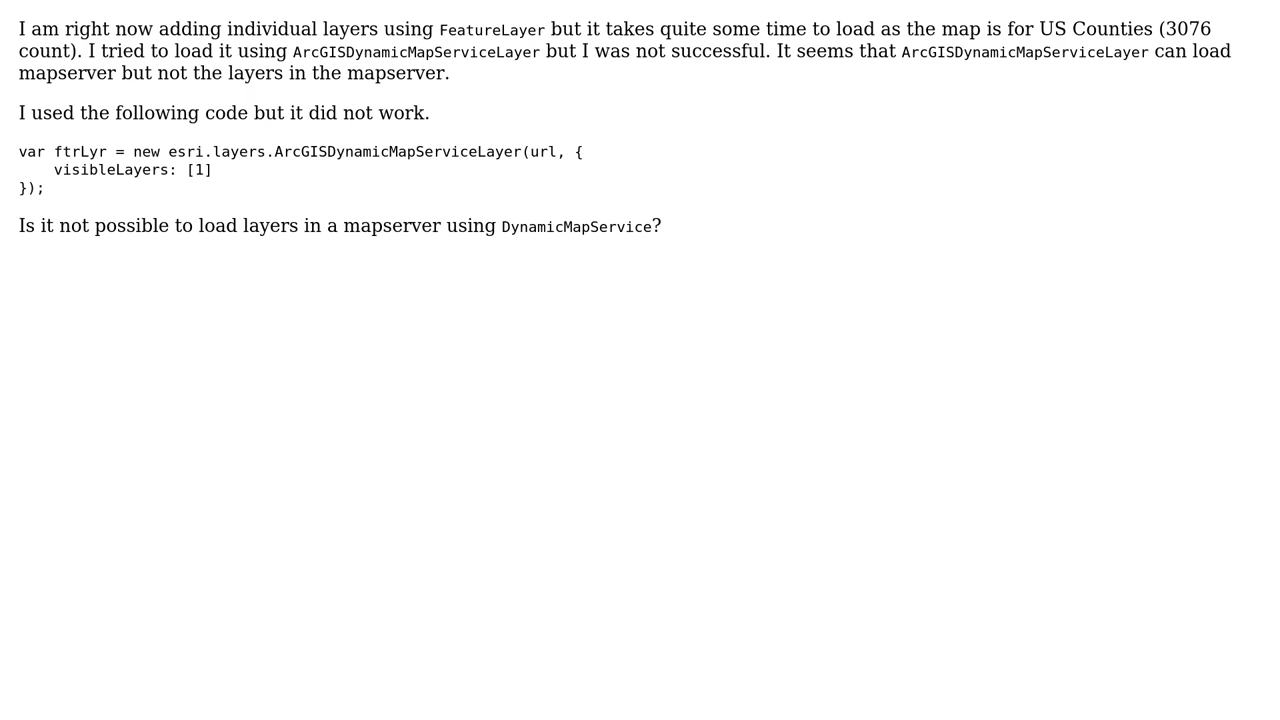 I am right now adding individual layers using FeatureLayer but it takes quite some time to load as the map is for US Counties (3076
count). I tried to load it using ArcGISDynamicMapServiceLayer but I was not successful. It seems that ArcGISDynamicMapServiceLayer can load
mapserver but not the layers in the mapserver.
I used the following code but it did not work.
var ftrLyr = new esri.layers.ArcGISDynamicMapServiceLayer(url, {
    visibleLayers: [1]
});
Is it not possible to load layers in a mapserver using DynamicMapService?